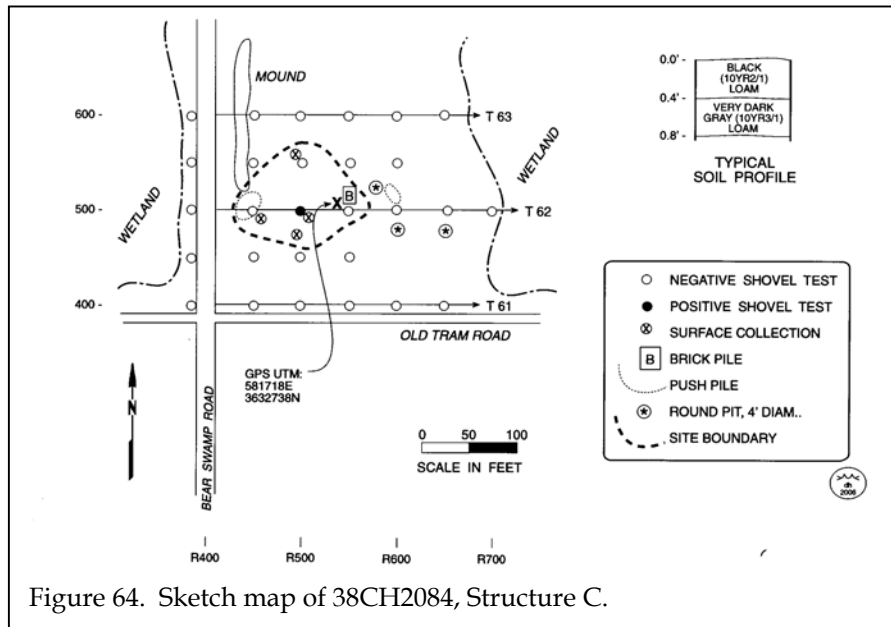 600 -
500 -
400 -
WETLAND
MOUND
T 63
T 62
T 61
B
X
WETLAND
OLD TRAM ROAD
BEAR SWAMP ROAD
GPS UTM:
581718E
3632738N
N
0 50 100
SCALE IN FEET
R400 R500 R600 R700
0.0'
0.4'
0.8'
BLACK
(10YR2/1)
LOAM
VERY DARK
GRAY (10YR3/1)
LOAM
TYPICAL
SOIL PROFILE
NEGATIVE SHOVEL TEST
POSITIVE SHOVEL TEST
SURFACE COLLECTION
B BRICK PILE
PUSH PILE
ROUND PIT, 4' DIAM..
SITE BOUNDARY
dh
2006
Figure 64. Sketch map of 38CH2084, Structure C.